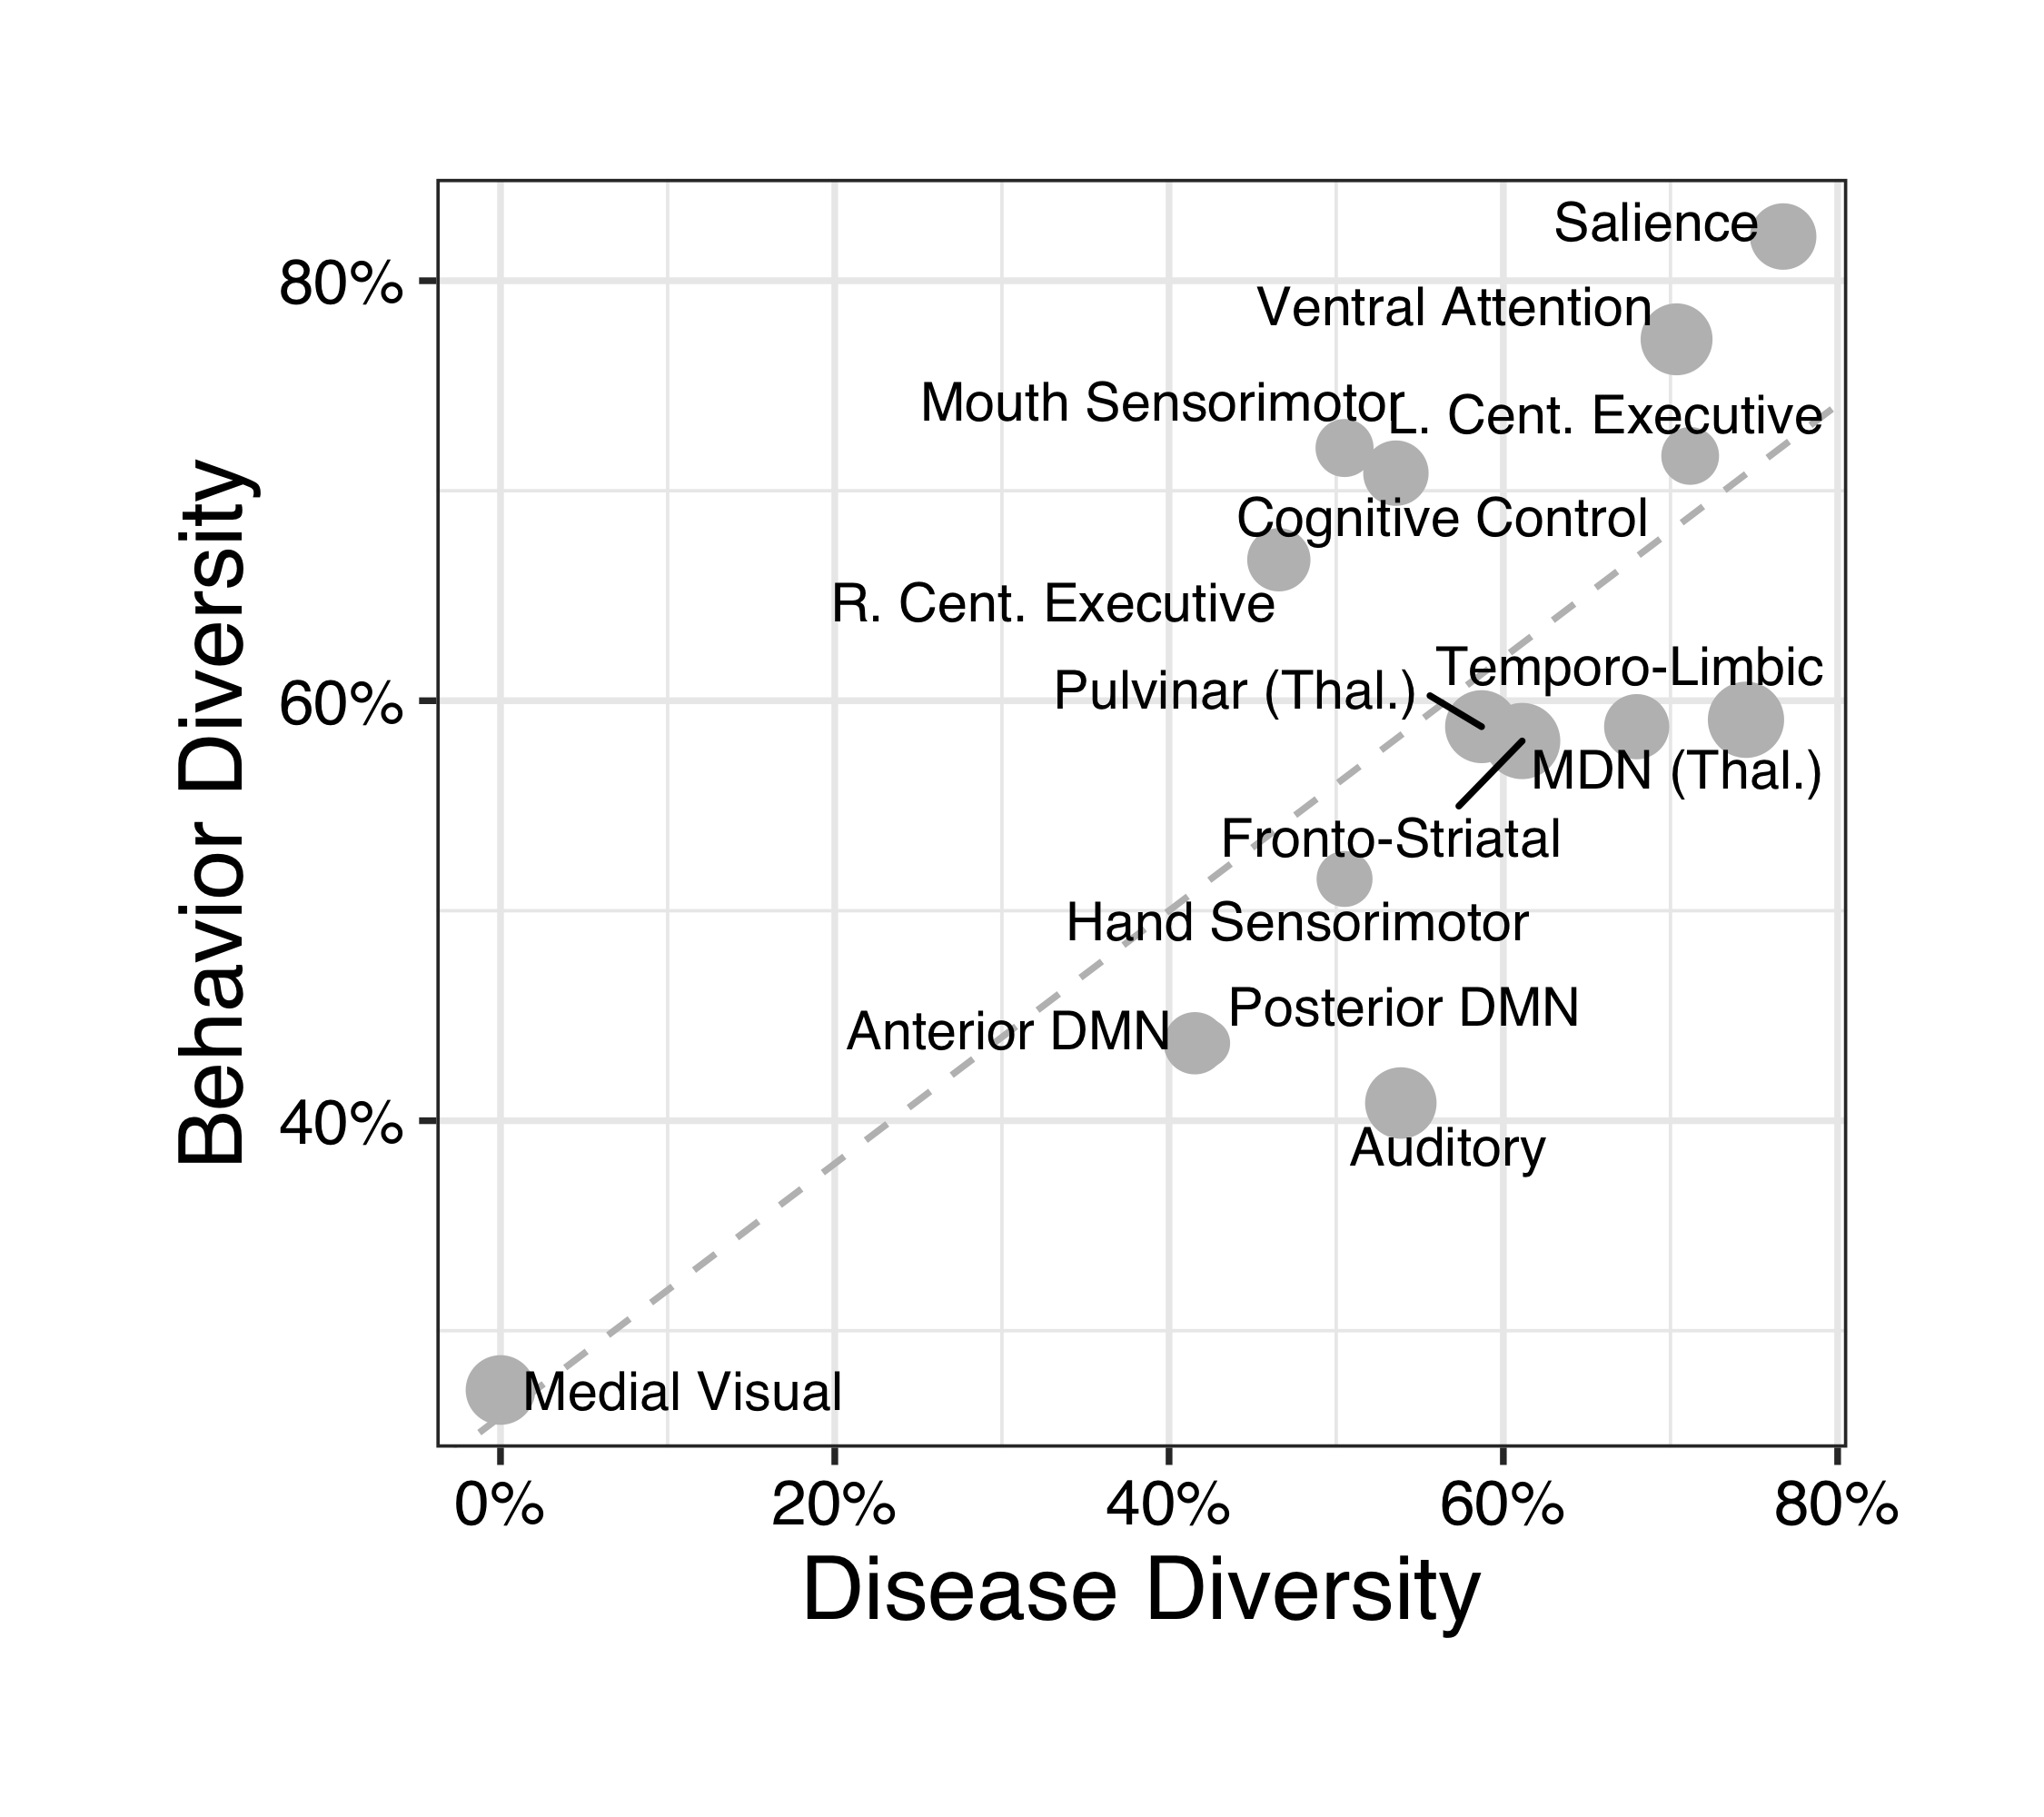 Salience
80%
Ventral Attention
Mouth Sensorimotor
L. Cent. Executive
Cognitive Control
R. Cent. Executive
Temporo-Limbic
Pulvinar (Thal.)
60%
MDN (Thal.)
Fronto-Striatal
Hand Sensorimotor
Posterior DMN
Anterior DMN
40%
Auditory
Medial Visual
Behavior Diversity
0%
20%
40%
60%
80%
Disease Diversity